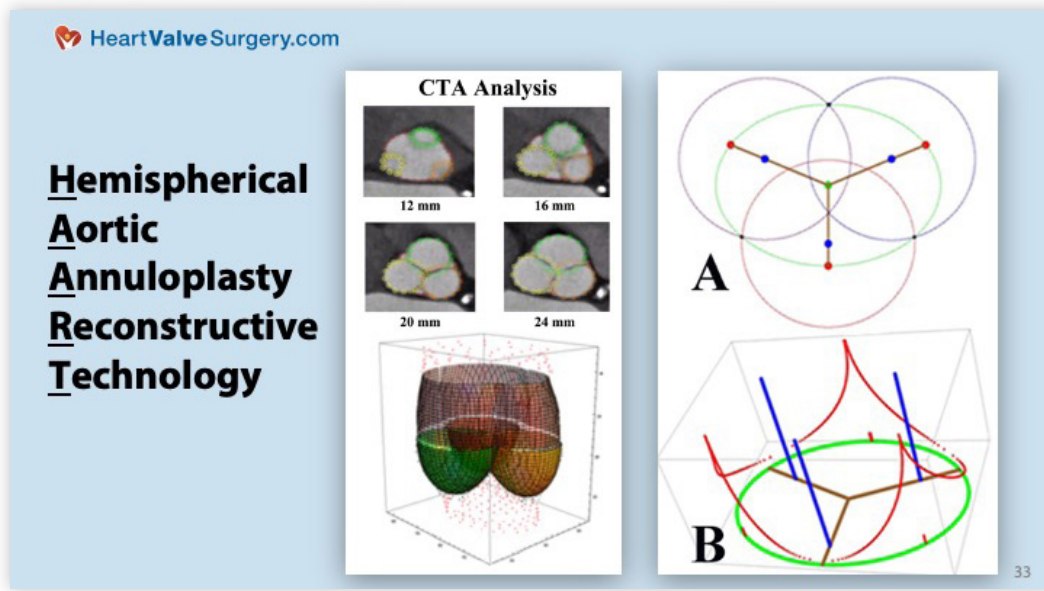 HeartValveSurgery.com
Hemispherical
Aortic
Annuloplasty
Reconstructive
Technology
CTA Analysis
12 mm
16 mm
20 mm
24 mm
A
B
33